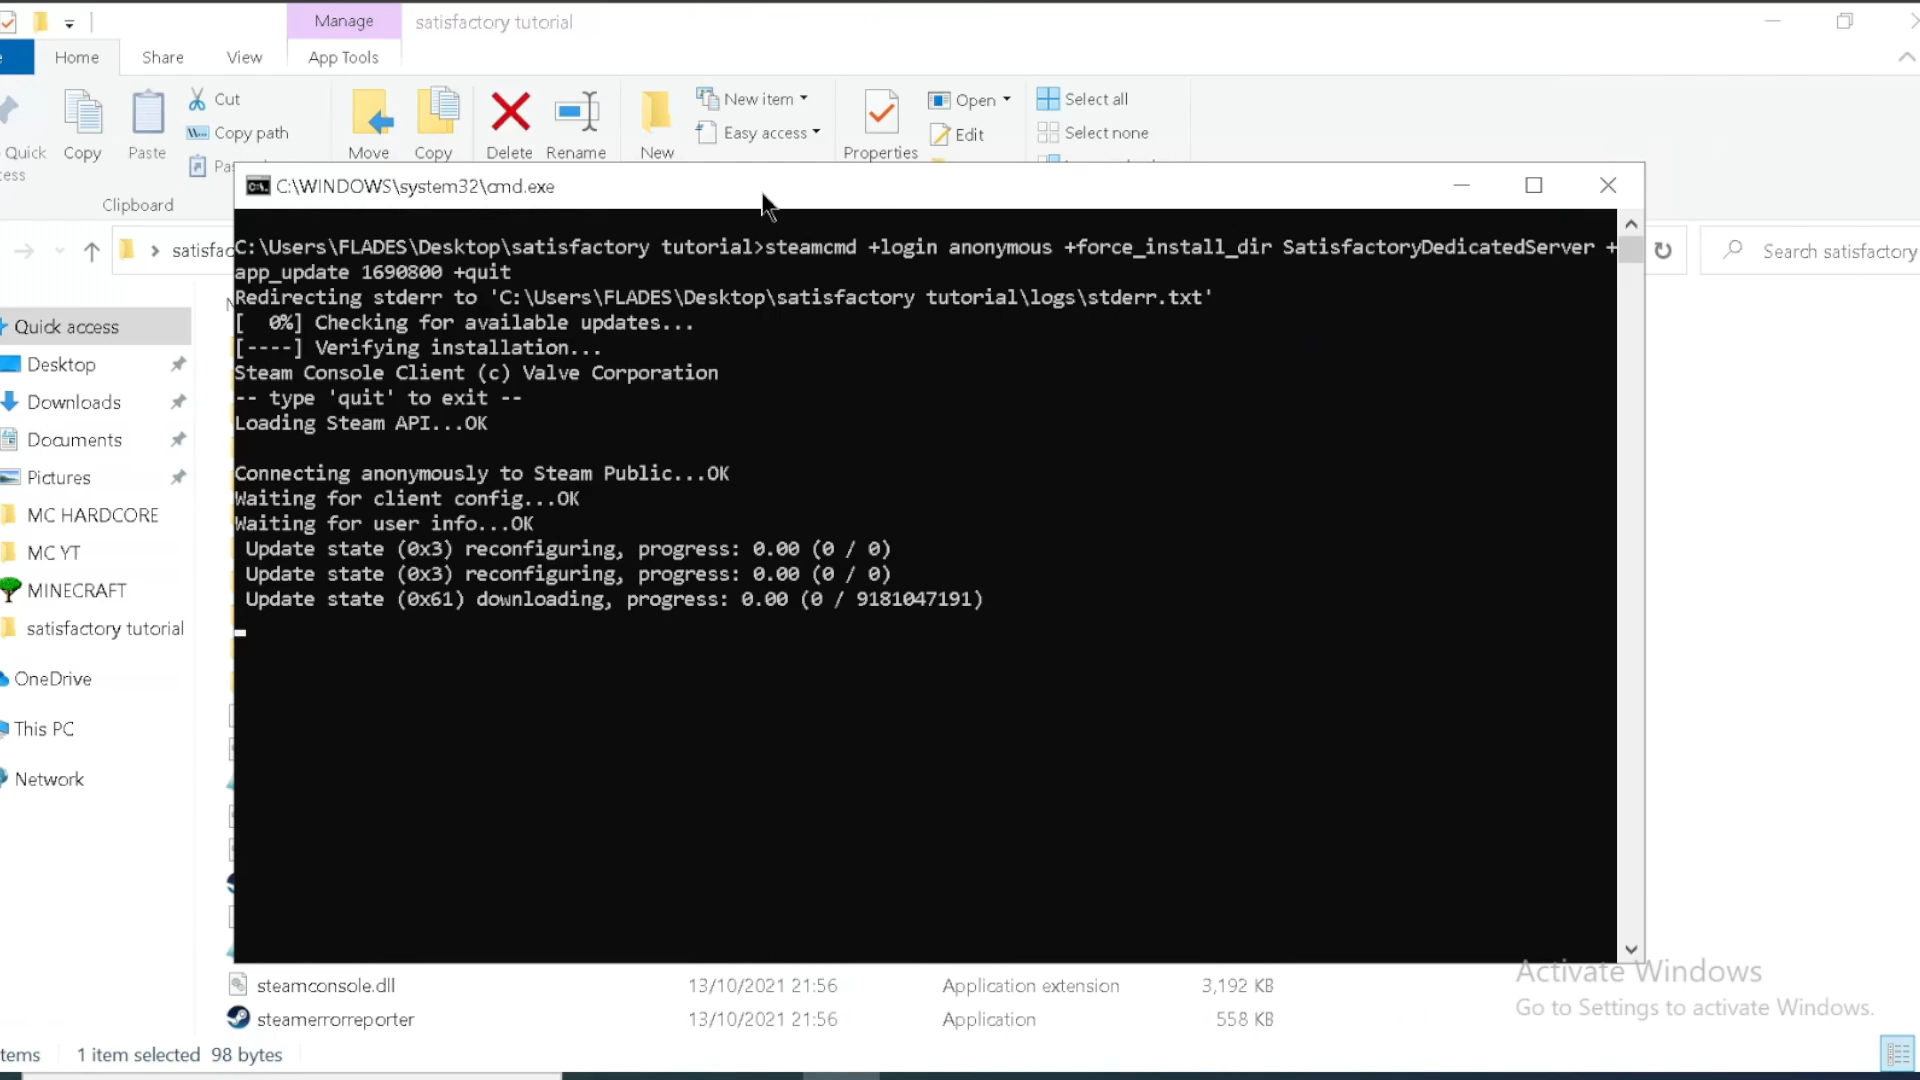 Manage
satisfactory tutorial
Home
Share
View
App Tools
Cut
Copy path
Quick
Copy
Paste
Clipboard
Move
Copy
Delete
Rename
New
New item
Easy access
Properties
Open
Edit
Select all
Select none
C:\WINDOWS\system32\cmd.exe
Search satisfactory
C:\Users\FLADES\Desktop\satisfactory tutorial>steamcmd +login anonymous +force_install_dir SatisfactoryDedicatedServer +
app_update 1690800 +quit
Redirecting stderr to 'C:\Users\FLADES\Desktop\satisfactory tutorial\logs\stderr.txt'
[  0%] Checking for available updates...
[----] Verifying installation...
Steam Console Client (c) Valve Corporation
-- type 'quit' to exit --
Loading Steam API...OK
Connecting anonymously to Steam Public...OK
Waiting for client config...OK
Waiting for user info...OK
Update state (0x3) reconfiguring, progress: 0.00 (0 / 0)
Update state (0x3) reconfiguring, progress: 0.00 (0 / 0)
Update state (0x61) downloading, progress: 0.00 (0 / 9181047191)
Quick access
Desktop
Downloads
Documents
Pictures
MC HARDCORE
MC YT
MINECRAFT
satisfactory tutorial
OneDrive
This PC
Network
steamconsole.dll 13/10/2021 21:56 Application extension 3,192 KB
steamerrorreporter 13/10/2021 21:56 Application 558 KB
Activate Windows
Go to Settings to activate Windows.
1 item selected 98 bytes